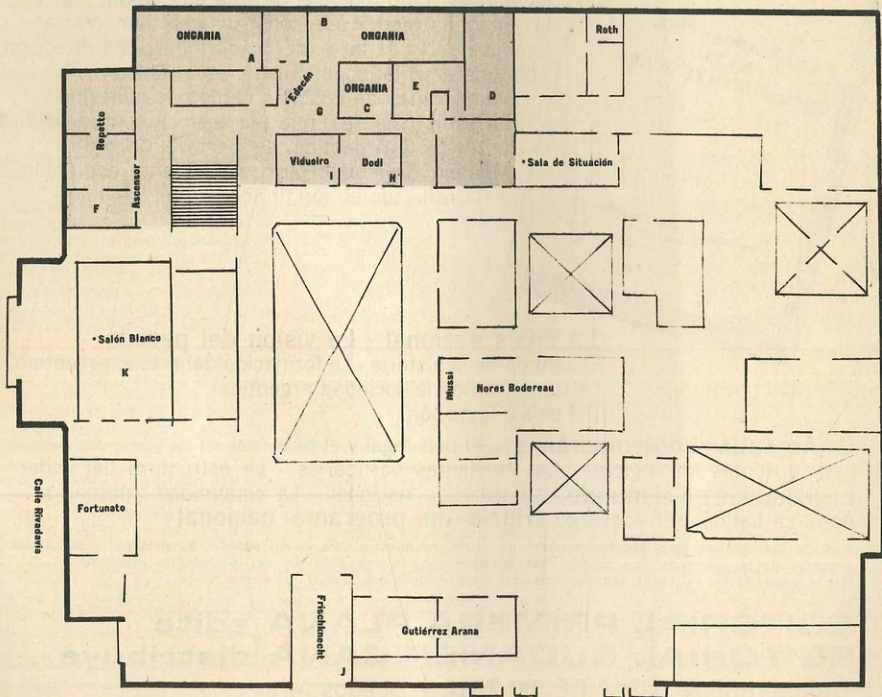 ONGANIA
B
ONGANIA
Roth
A
Edecán
ONGANIA
C
E
D
G
Repetto
Ascensor
F
Vidueiro
Dodi
Sala de Situación
Salón Blanco
K
Mussi
Nores Bodereau
Calle Rivadavia
Fortunato
Frischknecht
J
Gutiérrez Arana